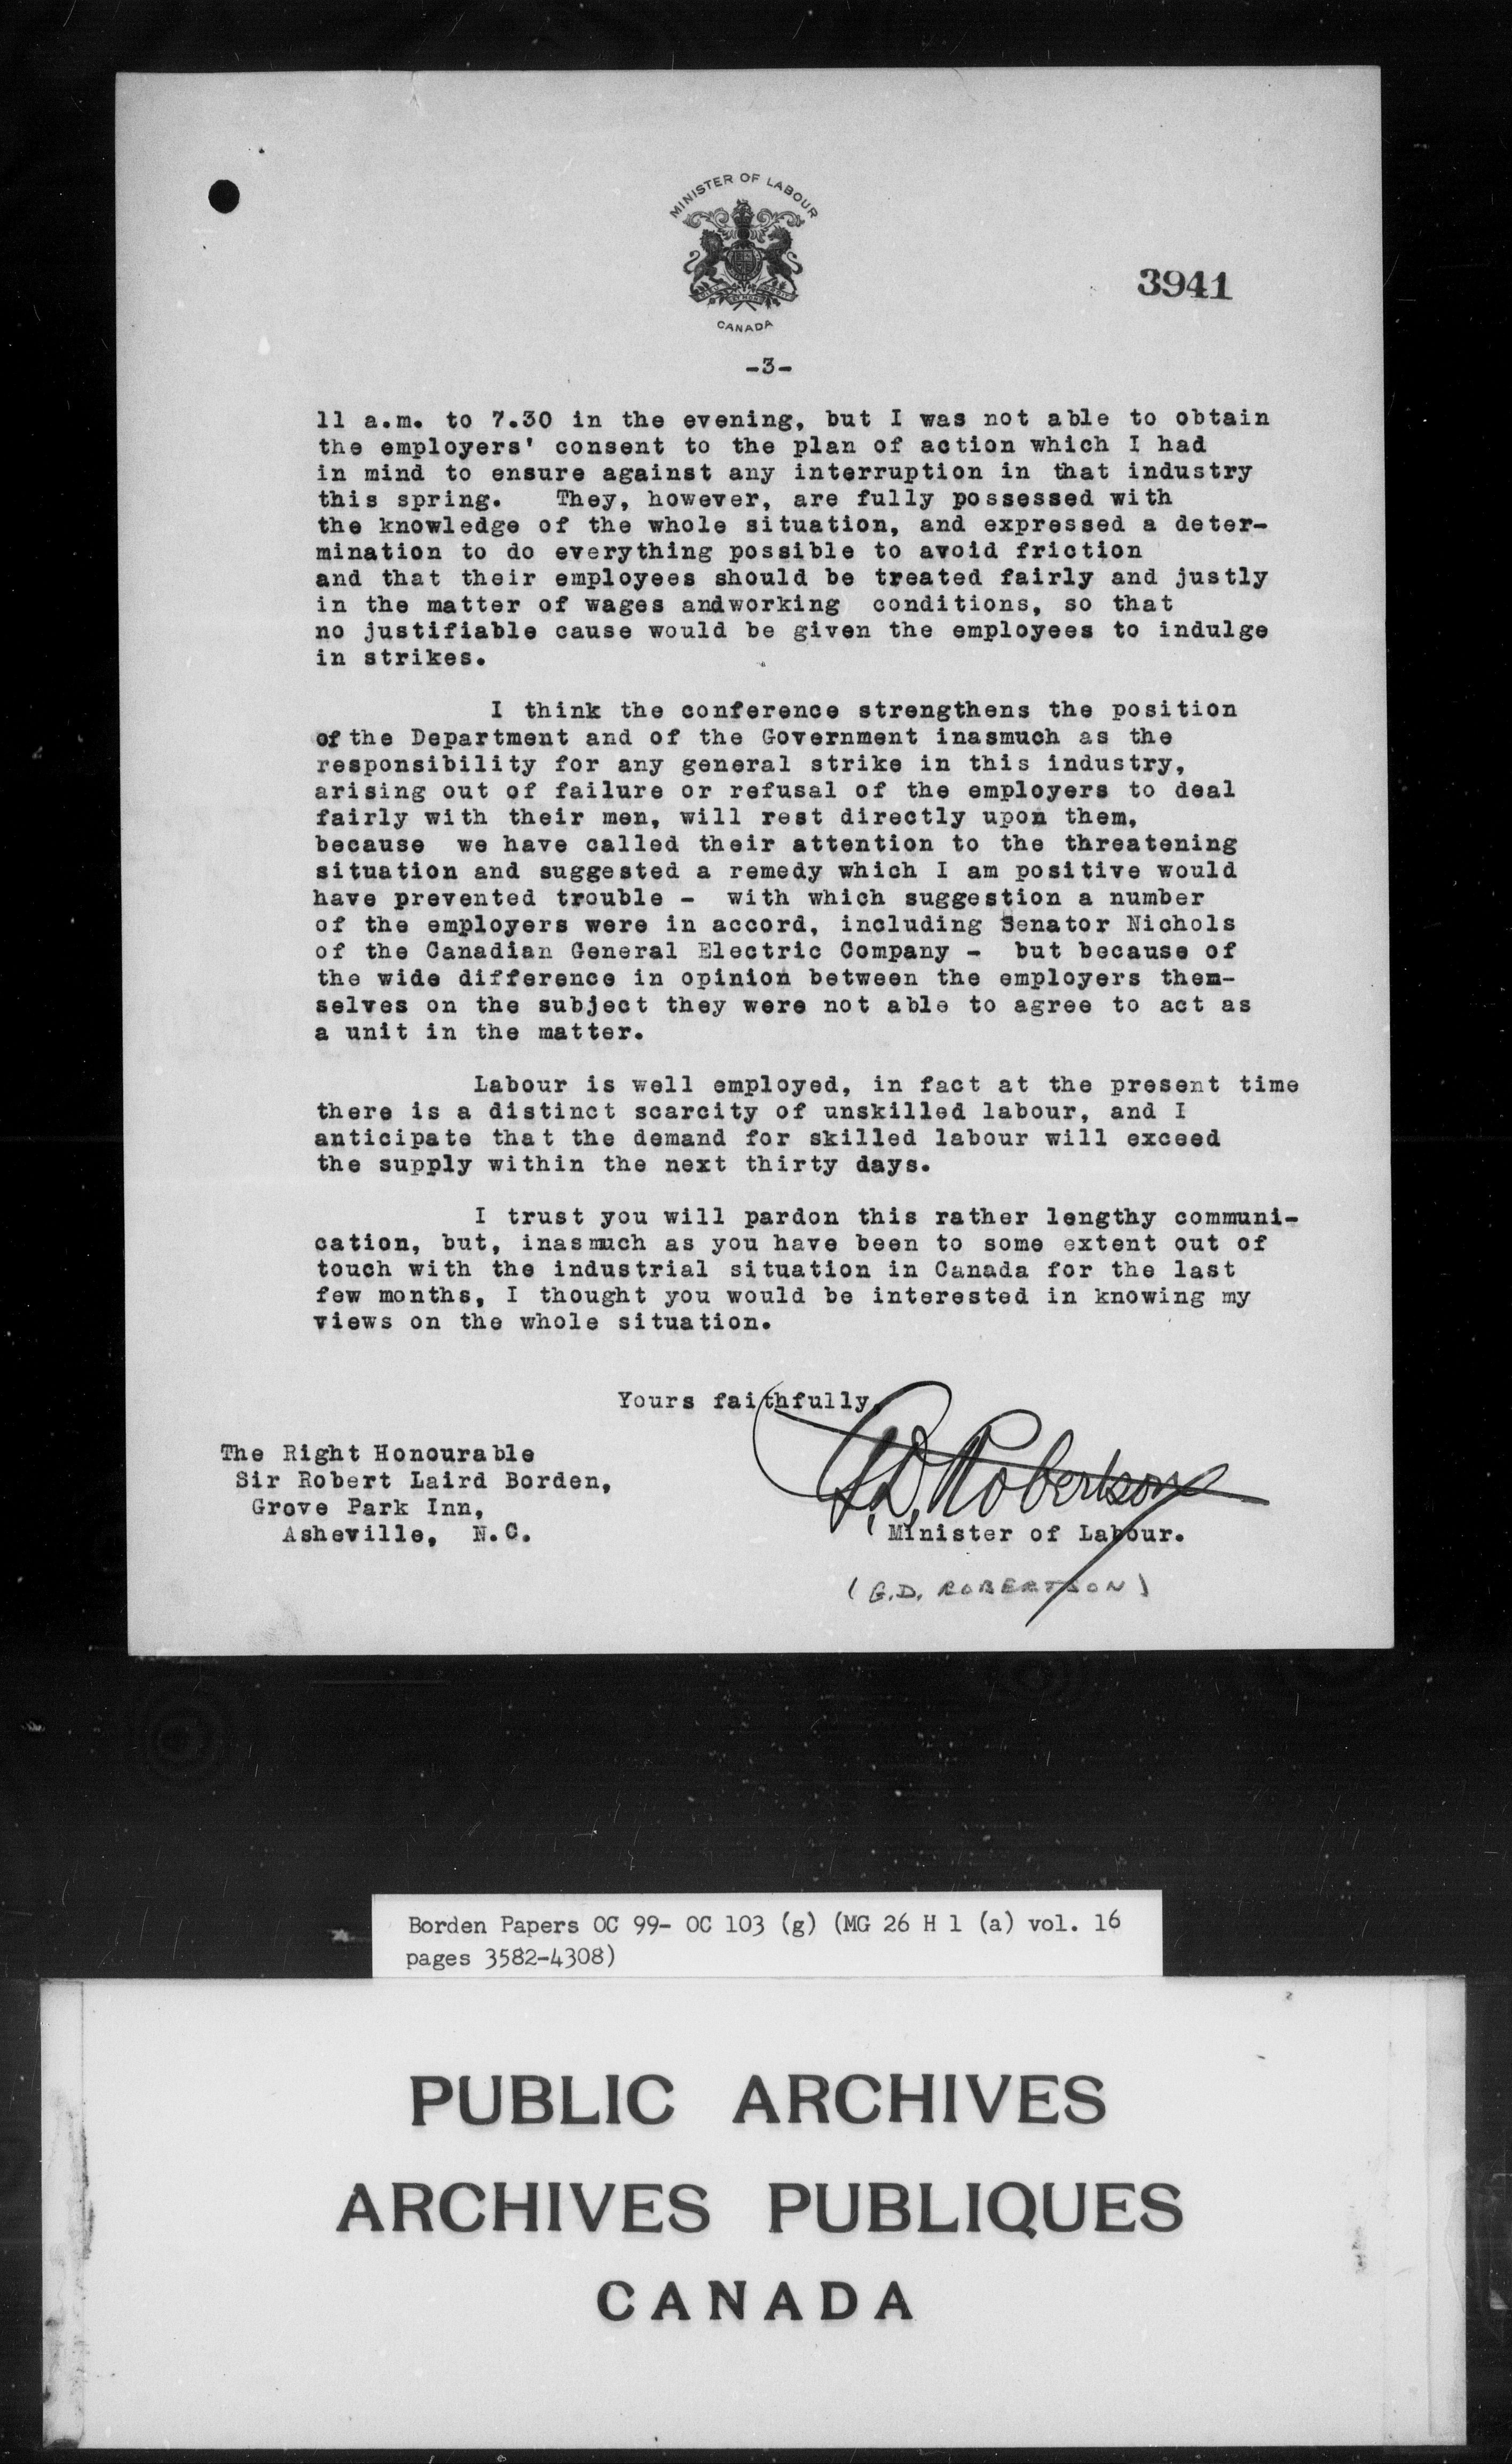 MINISTER OF LABOUR
CANADA
3941
-3-
11 a.m. to 7.30 in the evening, but I was not able to obtain
the employers' consent to the plan of action which I had
in mind to ensure against any interruption in that industry
this spring. They, however, are fully possessed with
the knowledge of the whole situation, and expressed a deter-
mination to do everything possible to avoid friction
and that their employees should be treated fairly and justly
in the matter of wages andworking conditions, so that
no justifiable cause would be given the employees to indulge
in strikes.
I think the conference strengthens the position
of the Department and of the Government inasmuch as the
responsibility for any general strike in this industry,
arising out of failure or refusal of the employers to deal
fairly with their men, will rest directly upon them,
because we have called their attention to the threatening
situation and suggested a remedy which I am positive would
have prevented trouble - with which suggestion a number
of the employers were in accord, including Senator Nichols
of the Canadian General Electric Company - but because of
the wide difference in opinion between the employers them-
selves on the subject they were not able to agree to act as
a unit in the matter.
Labour is well employed, in fact at the present time
there is a distinct scarcity of unskilled labour, and I
anticipate that the demand for skilled labour will exceed
the supply within the next thirty days.
I trust you will pardon this rather lengthy communi-
cation, but, inasmuch as you have been to some extent out of
touch with the industrial situation in Canada for the last
few months, I thought you would be interested in knowing my
views on the whole situation.
Yours faithfully,
G.D. Robertson
Minister of Labour.
(G.D. ROBERTSON)
The Right Honourable
Sir Robert Laird Borden,
Grove Park Inn,
Asheville, N.C.
Borden Papers OC 99- OC 103 (g) (MG 26 H 1 (a) vol. 16
pages 3582-4308)
PUBLIC ARCHIVES
ARCHIVES PUBLIQUES
CANADA